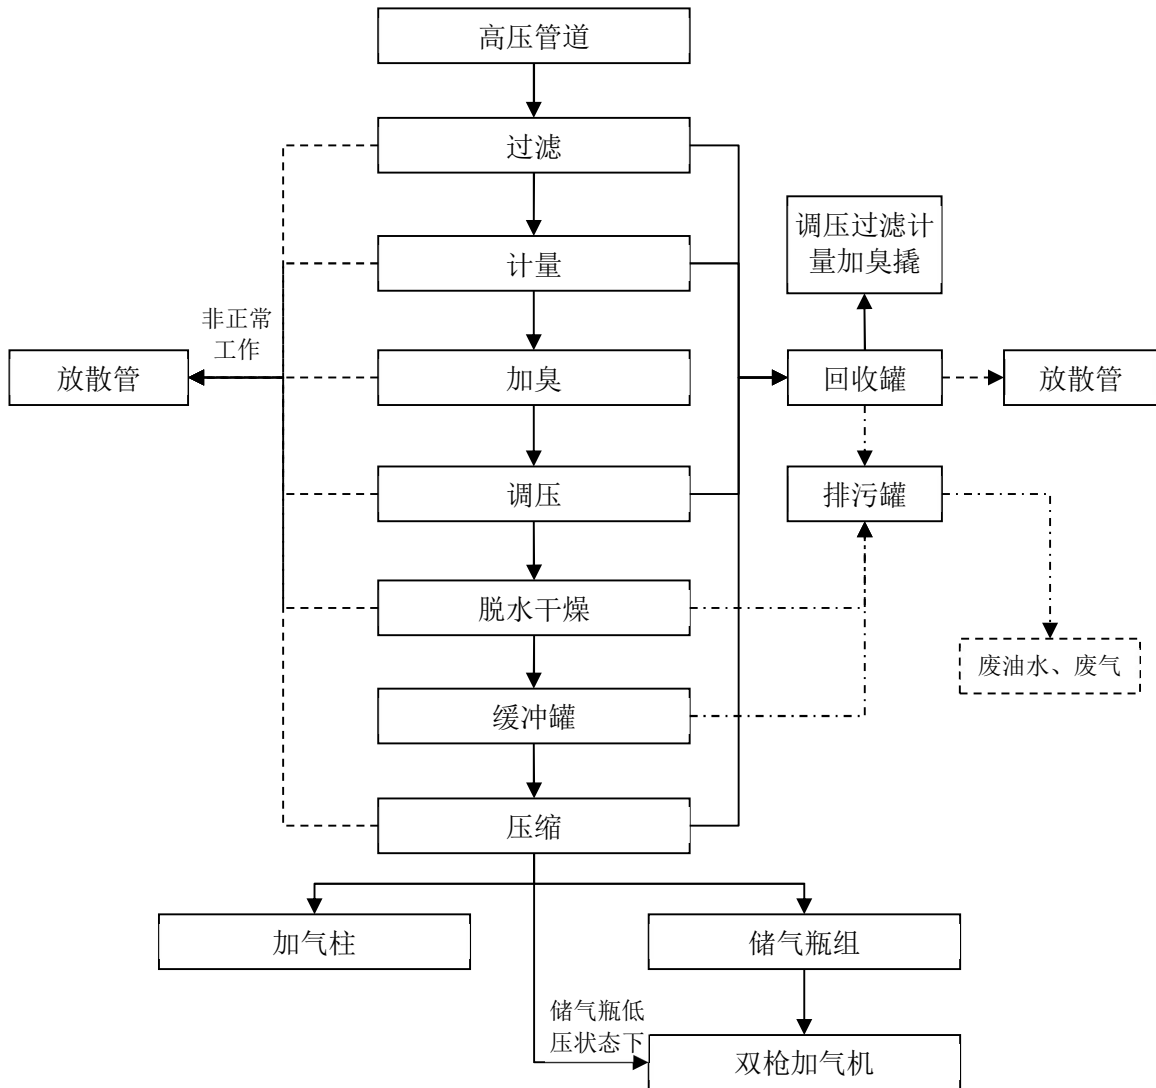 高压管道
过滤
调压过滤计
量加臭撬
计量
非正常
工作
放散管
加臭
回收罐
放散管
调压
排污罐
脱水干燥
废油水、废气
缓冲罐
压缩
加气柱
储气瓶组
储气瓶低
压状态下
双枪加气机